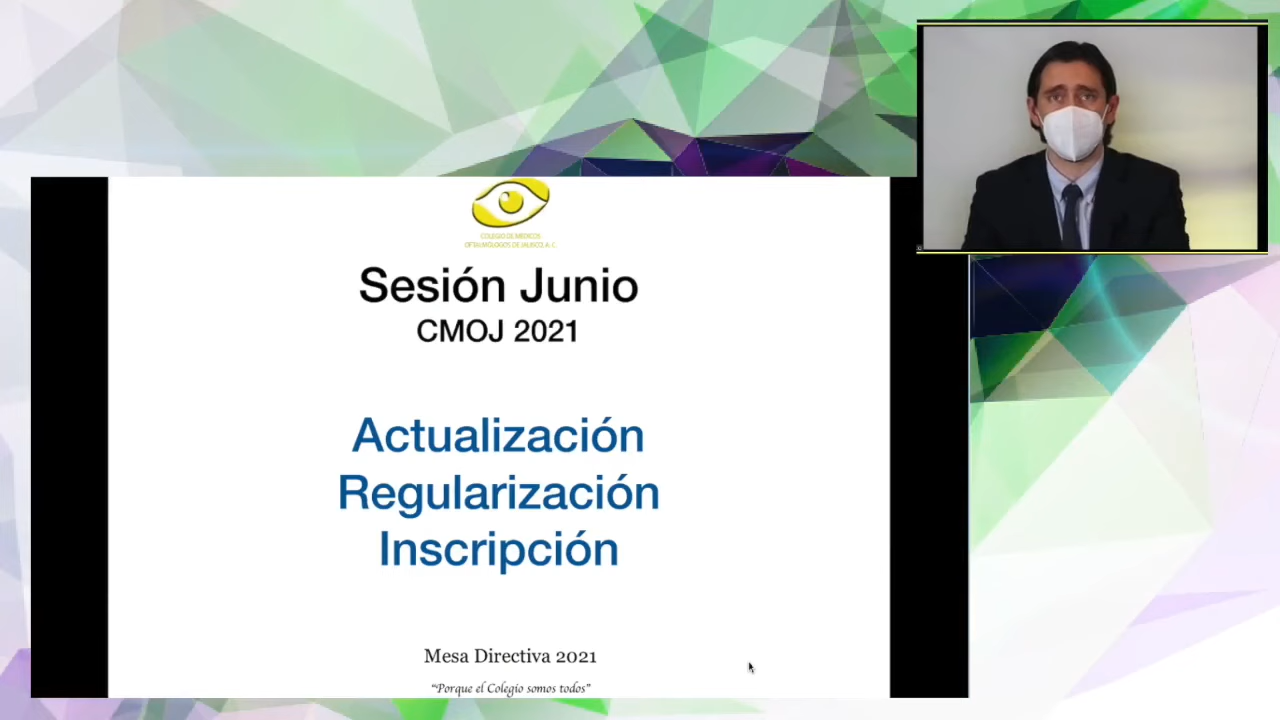 COLEGIO DE MÉDICOS
OFTALMÓLOGOS DE JALISCO, A. C.
Sesión Junio
CMOJ 2021
Actualización
Regularización
Inscripción
Mesa Directiva 2021
“Porque el Colegio somos todos”